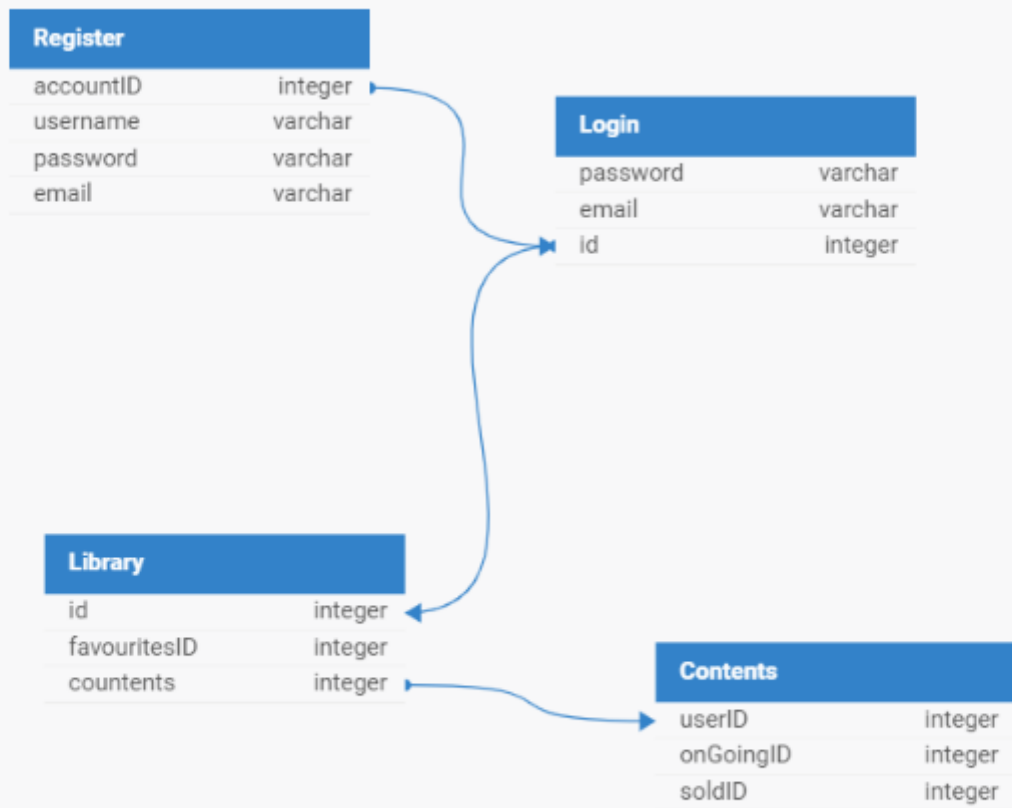 Register
accountID integer
username varchar
password varchar
email varchar
Login
password varchar
email varchar
id integer
Library
id integer
favouritesID integer
countents integer
Contents
userID integer
onGoingID integer
soldID integer